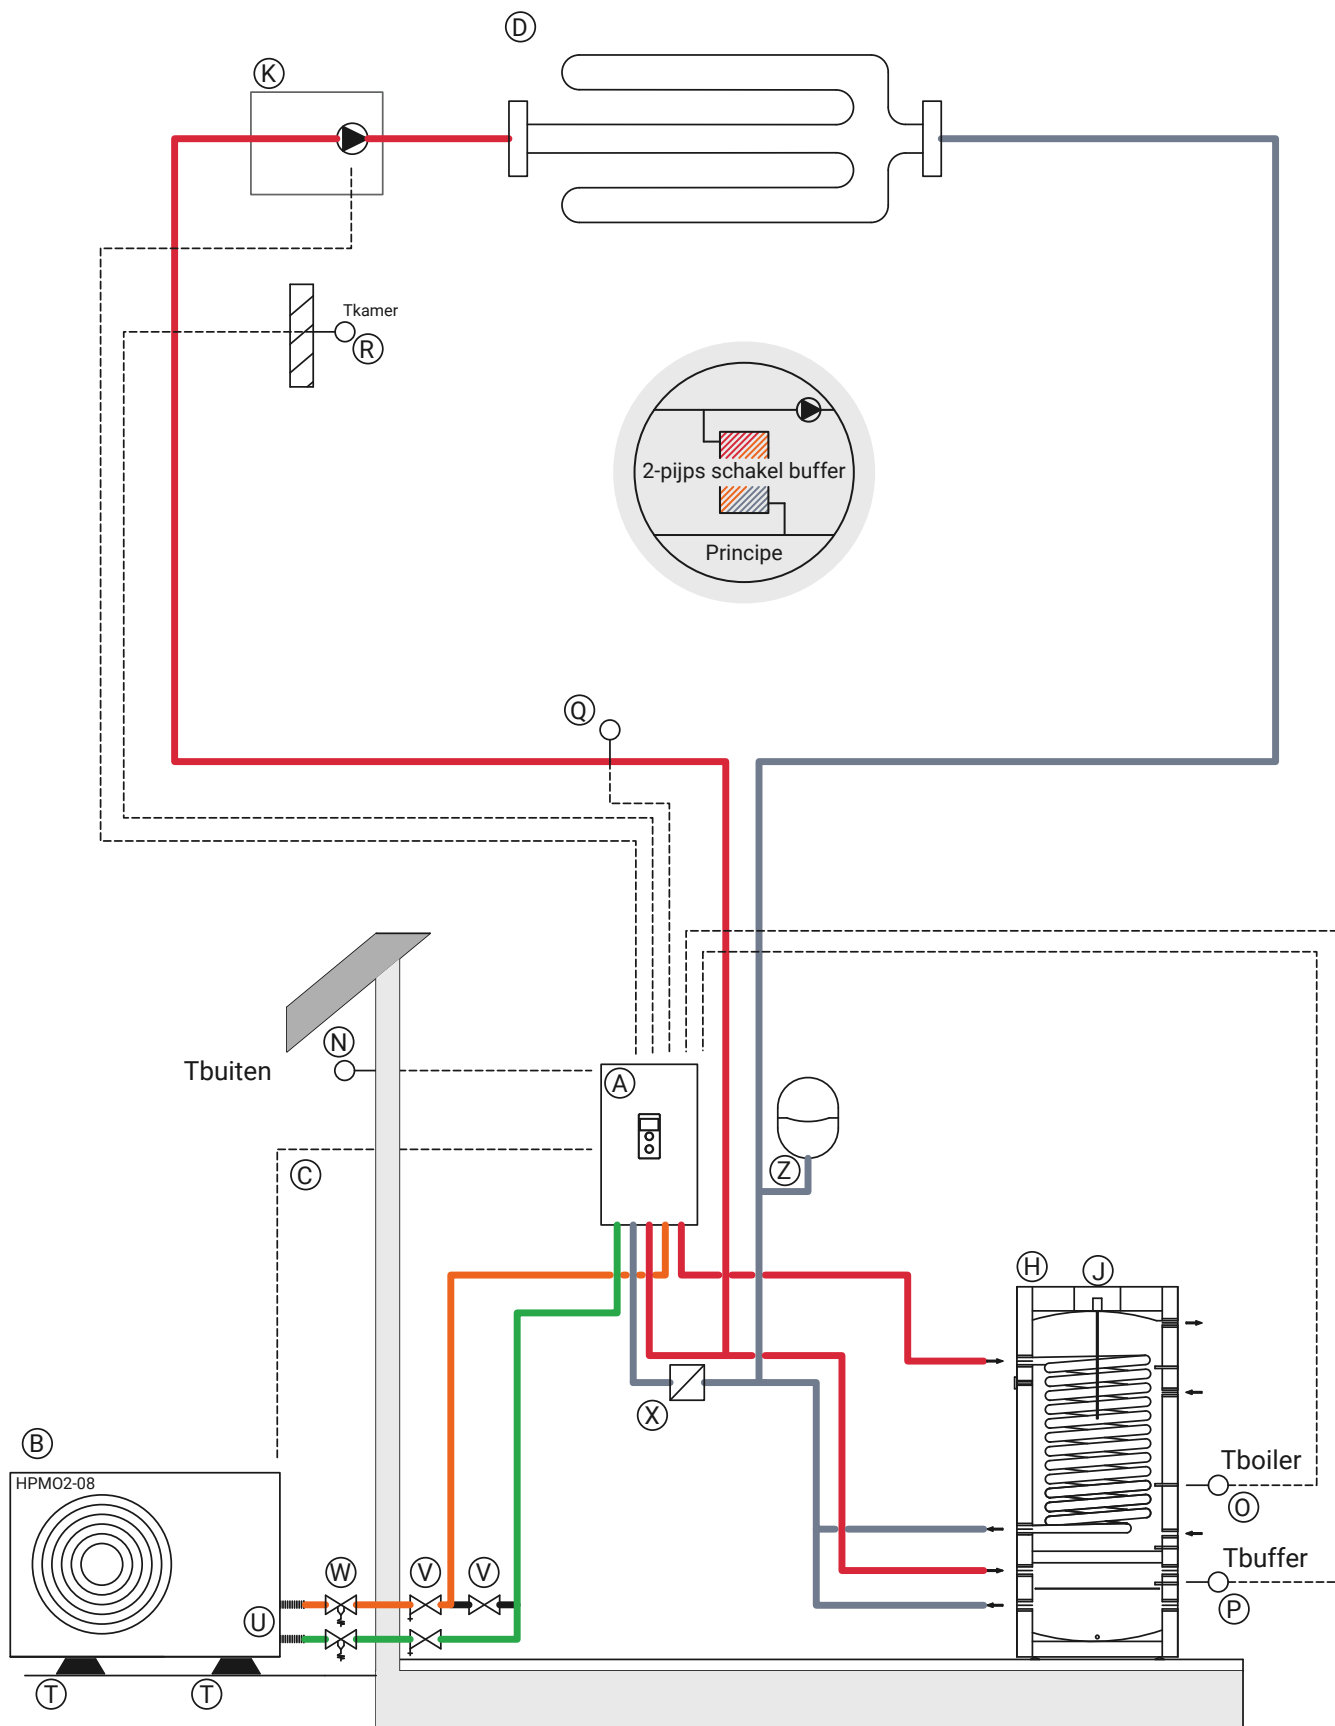 D
K
Tkamer
R
2-pijps schakel buffer
Principe
Q
N
Tbuiten
A
Z
C
H
J
X
B
HPMO2-08
Tboiler
O
Tbuffer
W
V
V
U
P
T
T